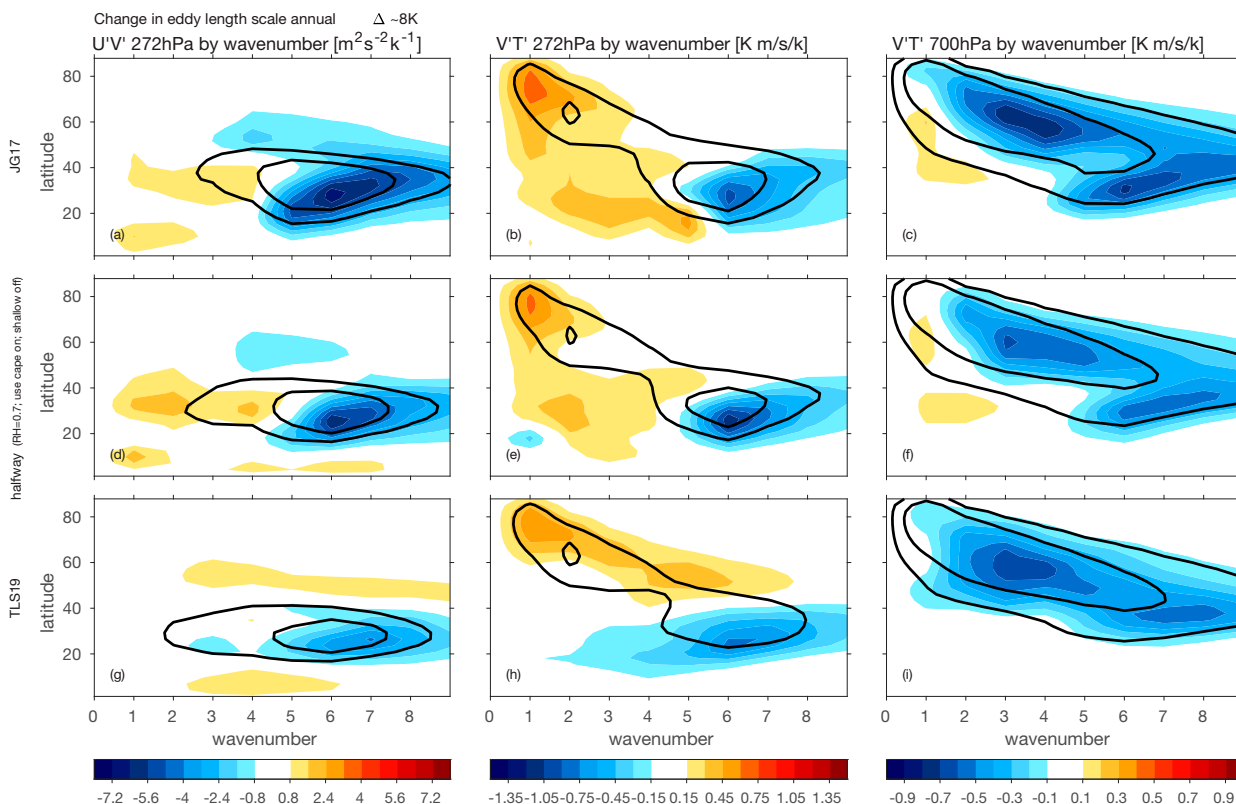 Change in eddy length scale annual Δ ~8K
U'V' 272hPa by wavenumber [m²s⁻²k⁻¹]
V'T' 272hPa by wavenumber [K m/s/k]
V'T' 700hPa by wavenumber [K m/s/k]
JG17
latitude
80
60
40
20
(a)
(b)
(c)
halfway (RH=0.7; use cape on; shallow off)
latitude
80
60
40
20
(d)
(e)
(f)
TLS19
latitude
80
60
40
20
(g)
(h)
(i)
0 1 2 3 4 5 6 7 8
0 1 2 3 4 5 6 7 8
0 1 2 3 4 5 6 7 8
wavenumber
wavenumber
wavenumber
-7.2 -5.6 -4 -2.4 -0.8 0.8 2.4 4 5.6 7.2
-1.35 -1.05 -0.75 -0.45 -0.15 0.15 0.45 0.75 1.05 1.35
-0.9 -0.7 -0.5 -0.3 -0.1 0.1 0.3 0.5 0.7 0.9